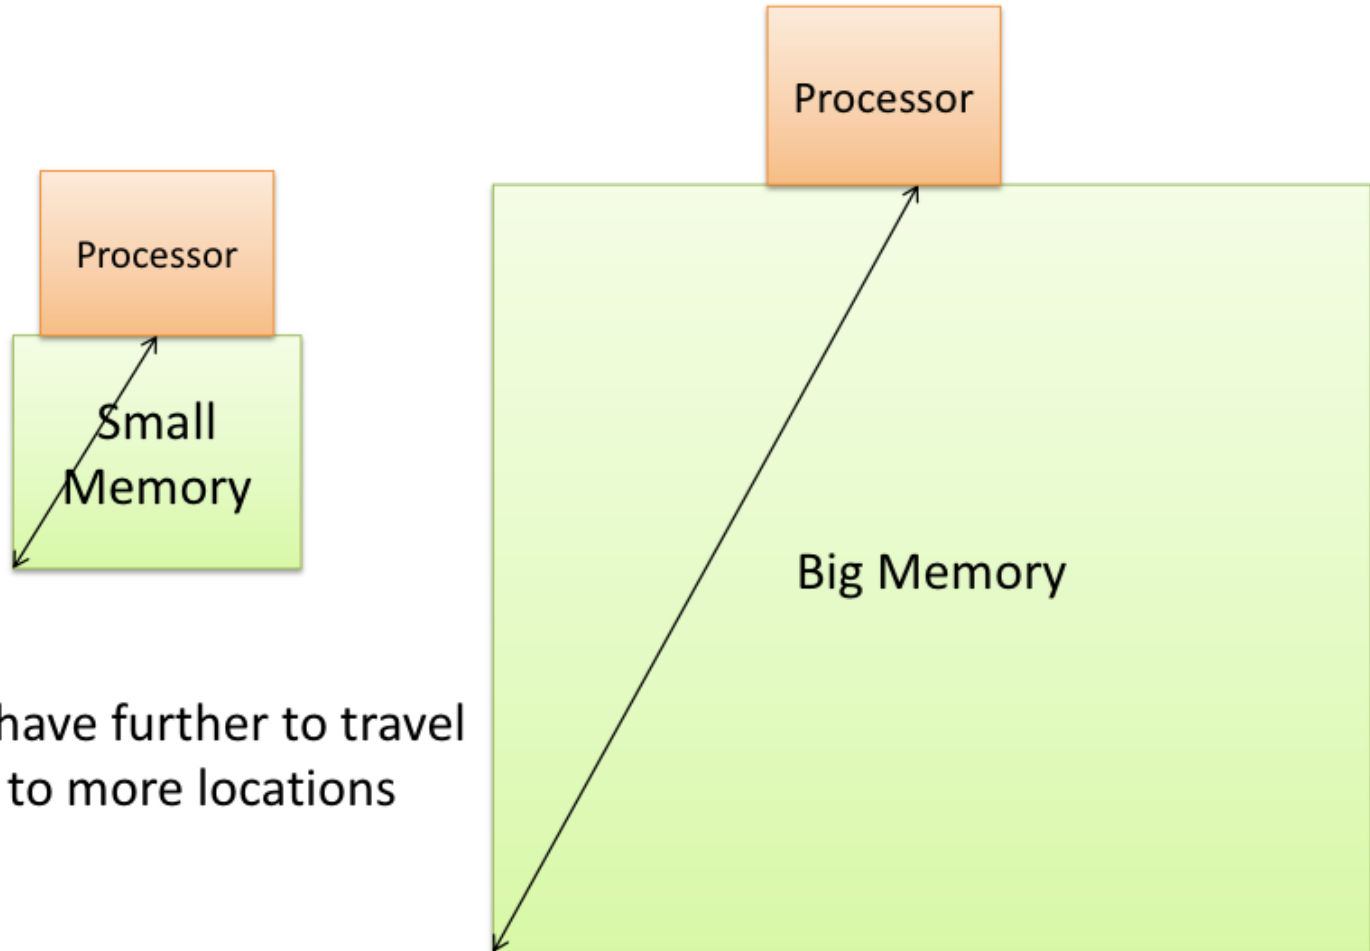 Processor
Processor
Small
Memory
Big Memory
have further to travel
to more locations